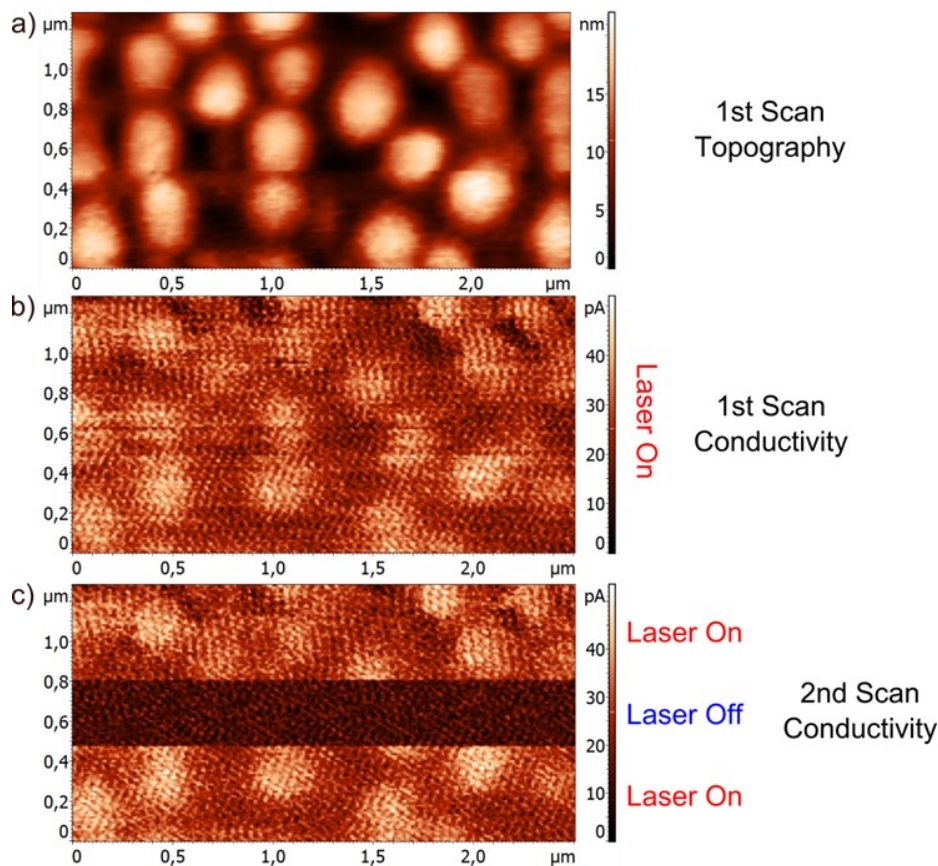 a)
µm
1,0
0,8
0,6
0,4
0,2
0
0,5
1,0
1,5
2,0
µm
nm
15
10
5
1st Scan
Topography
b)
µm
1,0
0,8
0,6
0,4
0,2
0
0,5
1,0
1,5
2,0
µm
pA
40
30
20
10
0
Laser On
1st Scan
Conductivity
c)
µm
1,0
0,8
0,6
0,4
0,2
0
0,5
1,0
1,5
2,0
µm
pA
40
30
20
10
0
Laser On
Laser Off
Laser On
2nd Scan
Conductivity